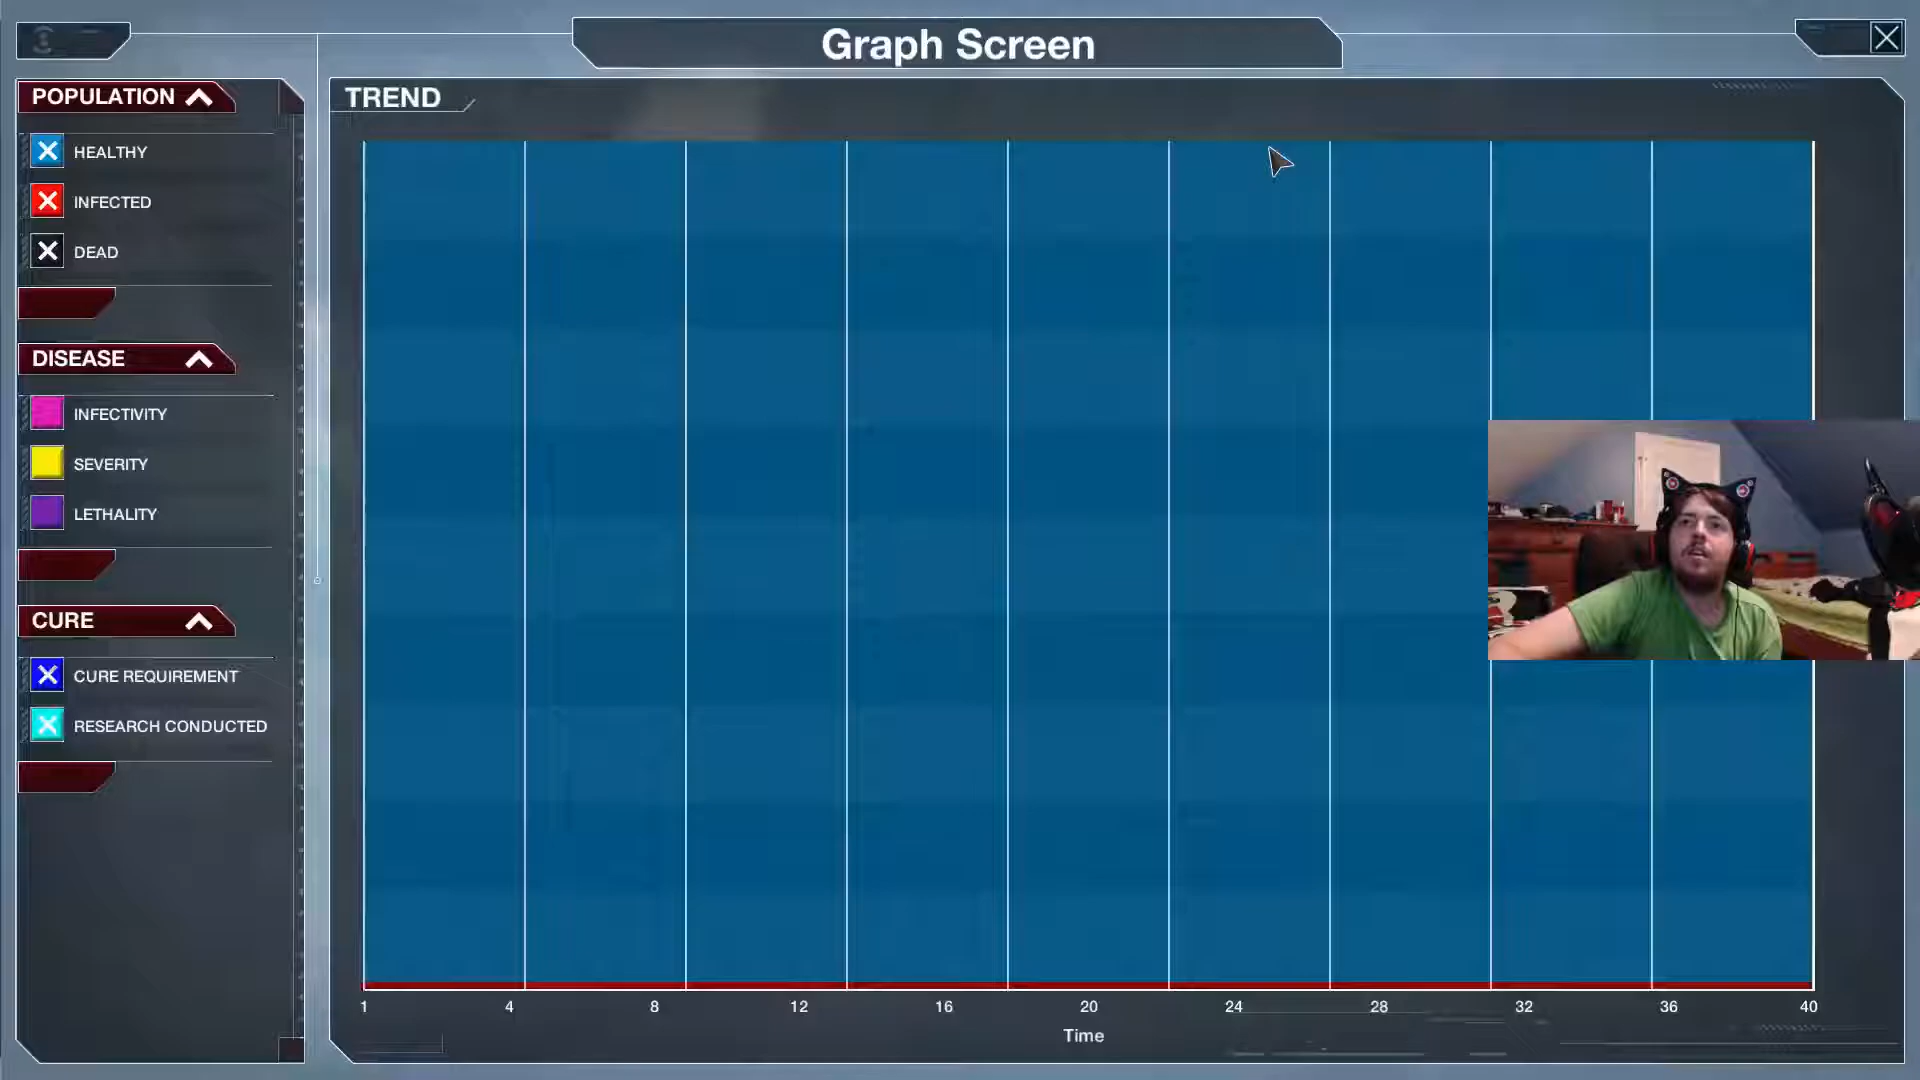 Graph Screen
POPULATION
HEALTHY
INFECTED
DEAD
DISEASE
INFECTIVITY
SEVERITY
LETHALITY
CURE
CURE REQUIREMENT
RESEARCH CONDUCTED
TREND
1 4 8 12 16 20 24 28 32 36 40
Time